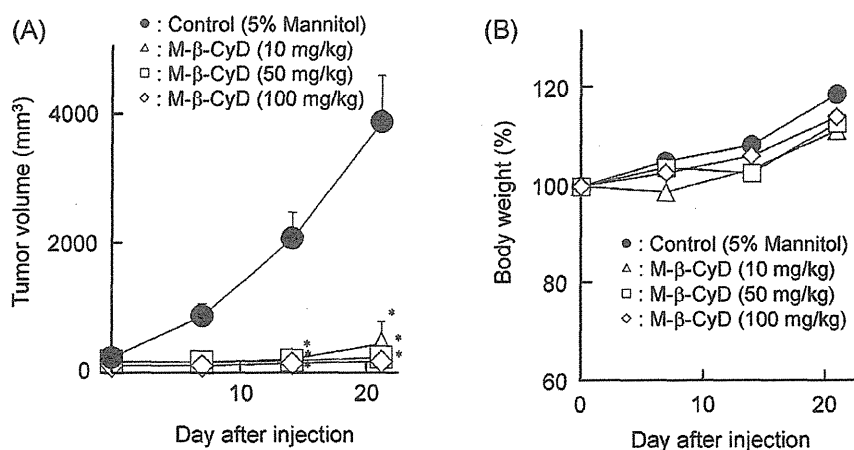 (A)
● : Control (5% Mannitol)
△ : M-β-CyD (10 mg/kg)
□ : M-β-CyD (50 mg/kg)
◇ : M-β-CyD (100 mg/kg)
Tumor volume (mm³)
4000
2000
0
10
20
* * *
* * *
Day after injection
(B)
Body weight (%)
120
100
80
60
● : Control (5% Mannitol)
△ : M-β-CyD (10 mg/kg)
□ : M-β-CyD (50 mg/kg)
◇ : M-β-CyD (100 mg/kg)
0
10
20
Day after injection